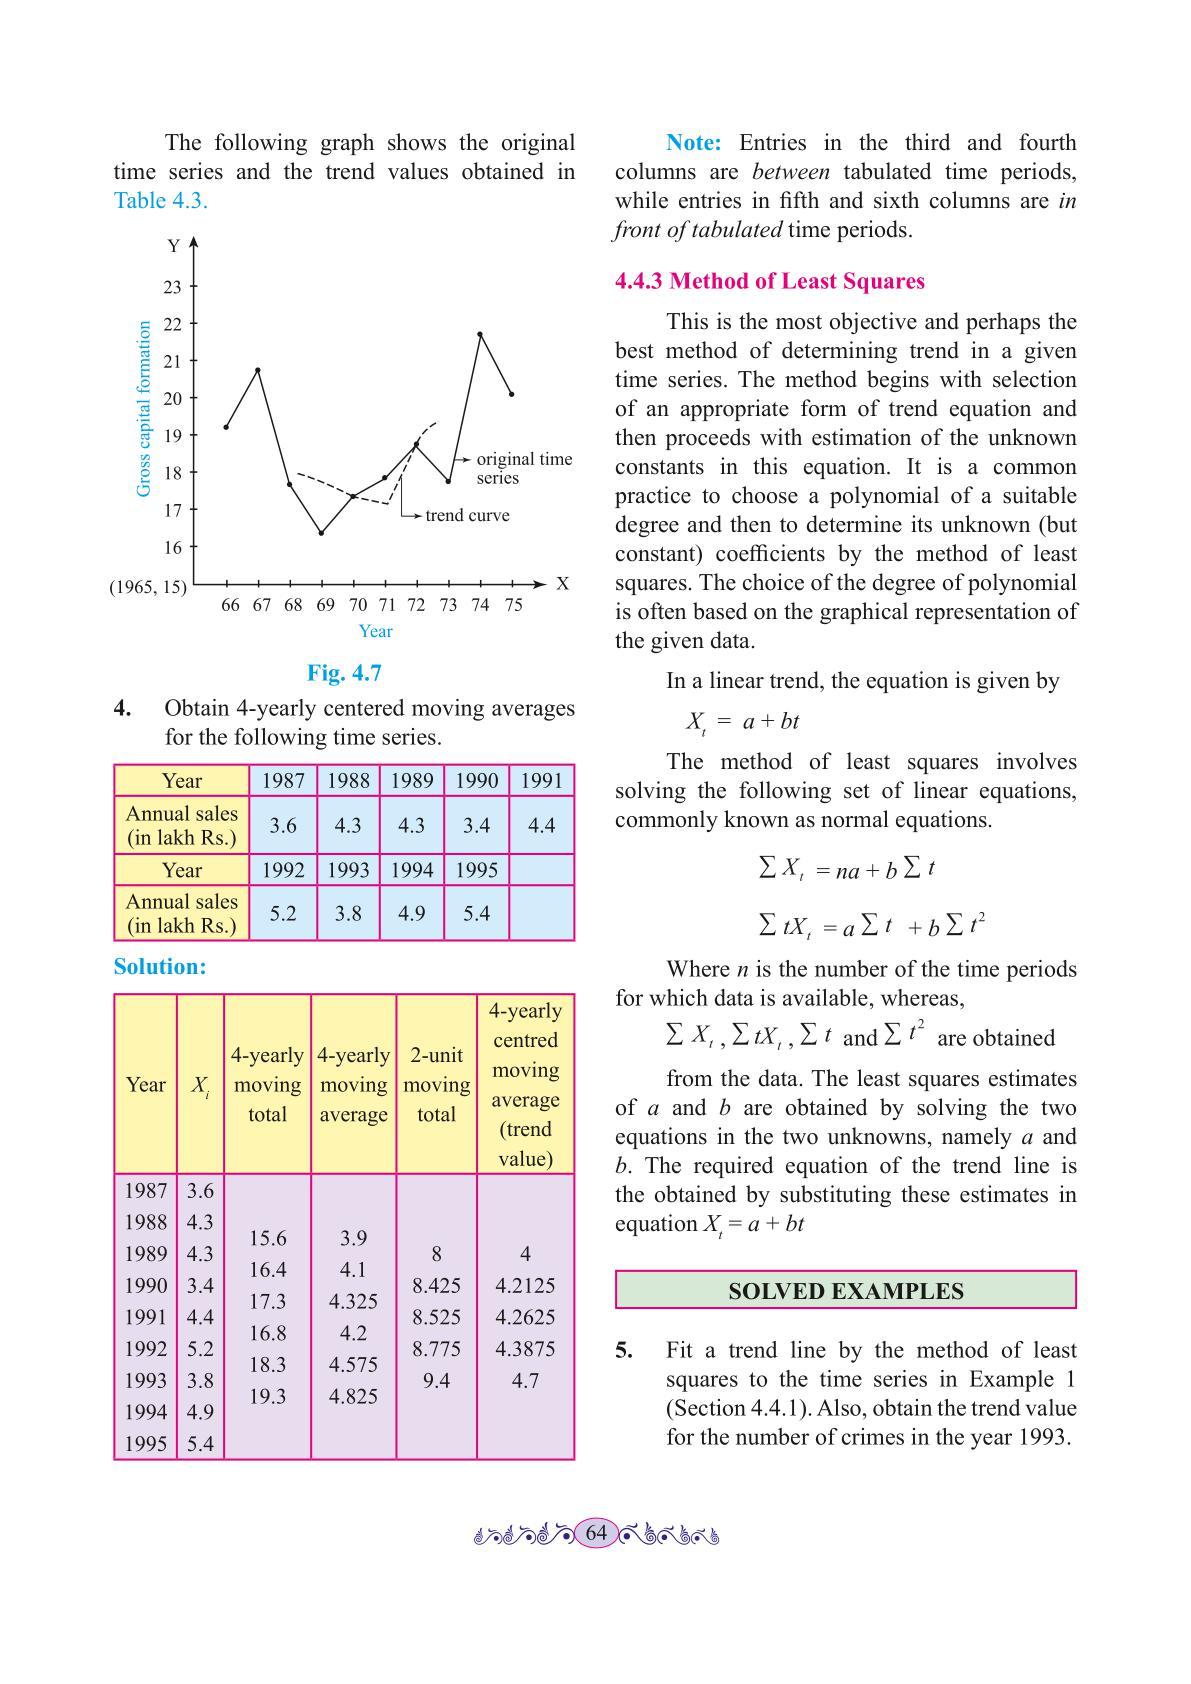 The following graph shows the original
time series and the trend values obtained in
Table 4.3.
Y
23
22
21
20
19
18
17
16
Gross capital formation
original time
series
trend curve
(1965, 15)
X
66 67 68 69 70 71 72 73 74 75
Year
Fig. 4.7
4. Obtain 4-yearly centered moving averages
for the following time series.
Year 1987 1988 1989 1990 1991
Annual sales
(in lakh Rs.) 3.6 4.3 4.3 3.4 4.4
Year 1992 1993 1994 1995
Annual sales
(in lakh Rs.) 5.2 3.8 4.9 5.4
Solution:
Year
X_i
4-yearly
moving
total
4-yearly
moving
average
2-unit
moving
total
4-yearly
centred
moving
average
(trend
value)
1987 3.6
1988 4.3
15.6 3.9
1989 4.3 8 4
16.4 4.1
1990 3.4 8.425 4.2125
17.3 4.325
1991 4.4 8.525 4.2625
16.8 4.2
1992 5.2 8.775 4.3875
18.3 4.575
1993 3.8 9.4 4.7
19.3 4.825
1994 4.9
1995 5.4
Note: Entries in the third and fourth
columns are between tabulated time periods,
while entries in fifth and sixth columns are in
front of tabulated time periods.
4.4.3 Method of Least Squares
This is the most objective and perhaps the
best method of determining trend in a given
time series. The method begins with selection
of an appropriate form of trend equation and
then proceeds with estimation of the unknown
constants in this equation. It is a common
practice to choose a polynomial of a suitable
degree and then to determine its unknown (but
constant) coefficients by the method of least
squares. The choice of the degree of polynomial
is often based on the graphical representation of
the given data.
In a linear trend, the equation is given by
X_t = a + bt
The method of least squares involves
solving the following set of linear equations,
commonly known as normal equations.
∑ X_t = na + b ∑ t
∑ tX_t = a ∑ t + b ∑ t²
Where n is the number of the time periods
for which data is available, whereas,
∑ X_t , ∑ tX_t , ∑ t and ∑ t² are obtained
from the data. The least squares estimates
of a and b are obtained by solving the two
equations in the two unknowns, namely a and
b. The required equation of the trend line is
the obtained by substituting these estimates in
equation X_t = a + bt
SOLVED EXAMPLES
5. Fit a trend line by the method of least
squares to the time series in Example 1
(Section 4.4.1). Also, obtain the trend value
for the number of crimes in the year 1993.
64